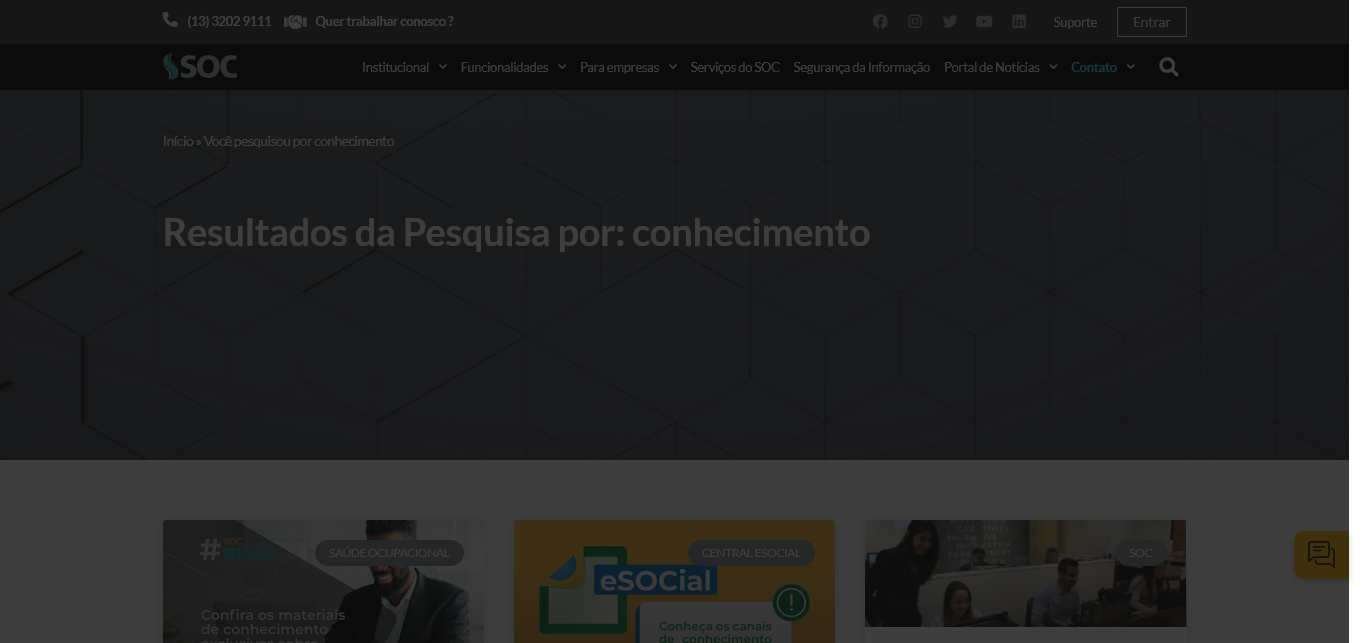 (13) 3202 9111 Quer trabalhar conosco ? Suporte Entrar
SOC Institucional Funcionalidades Para empresas Serviços do SOC Segurança da Informação Portal de Notícias Contato
Início » Você pesquisou por conhecimento
Resultados da Pesquisa por: conhecimento
# SOC
SAÚDE OCUPACIONAL
Confira os materiais
de conhecimento
exclusivos sobre
CENTRAL ESOCIAL
eSOCial
Conheça os canais
de conhecimento
SOC